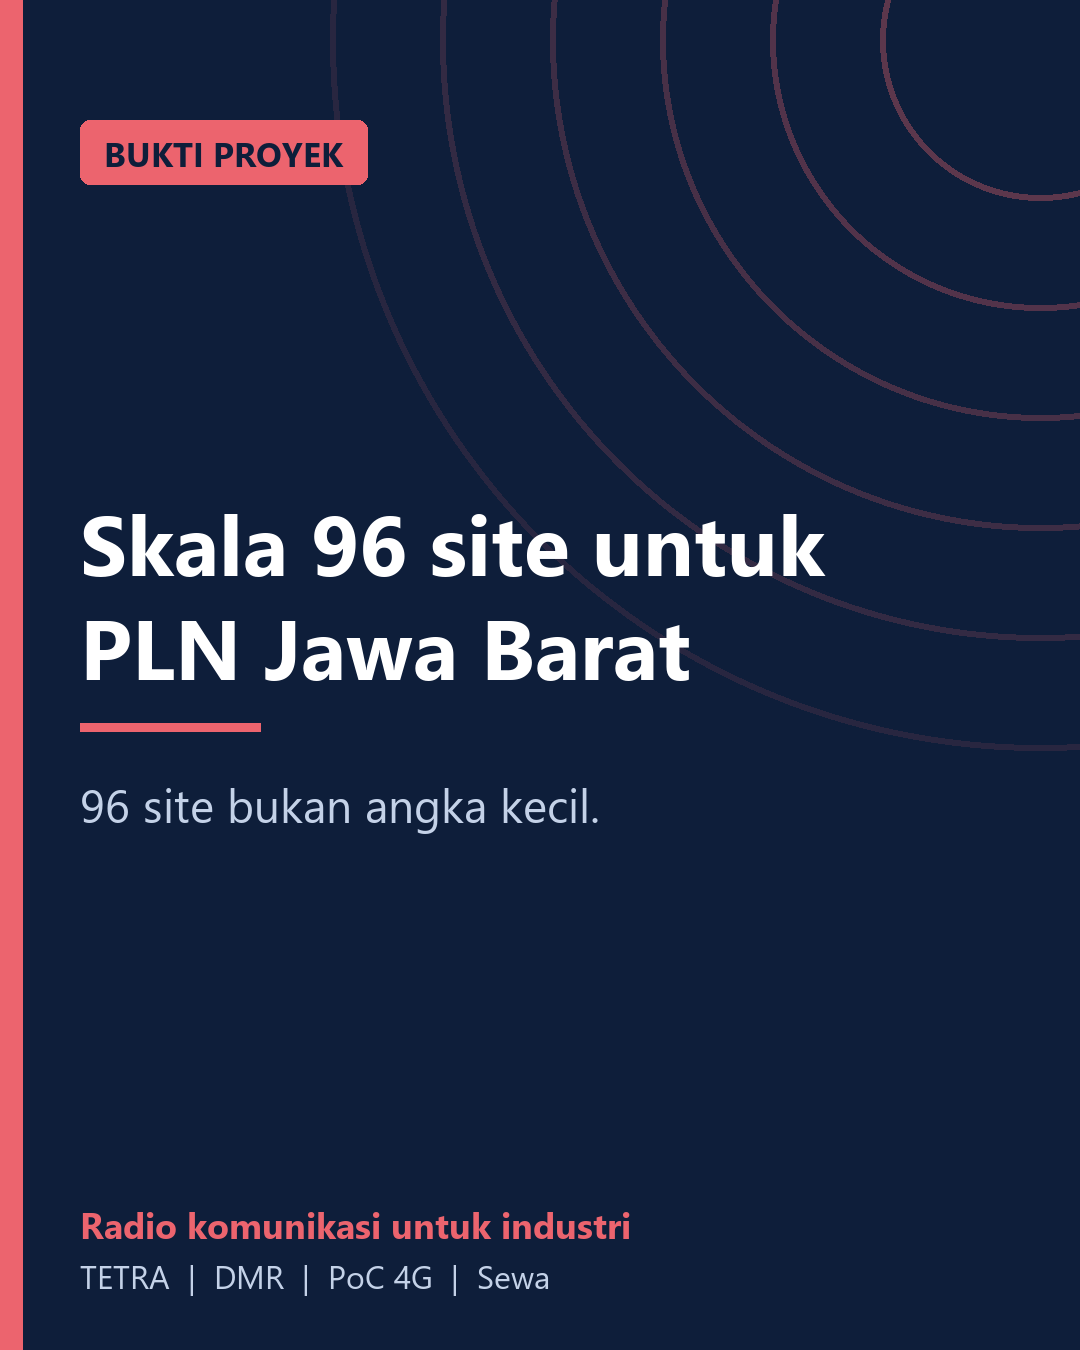 BUKTI PROYEK
Skala 96 site untuk
PLN Jawa Barat
96 site bukan angka kecil.
Radio komunikasi untuk industri
TETRA | DMR | PoC 4G | Sewa